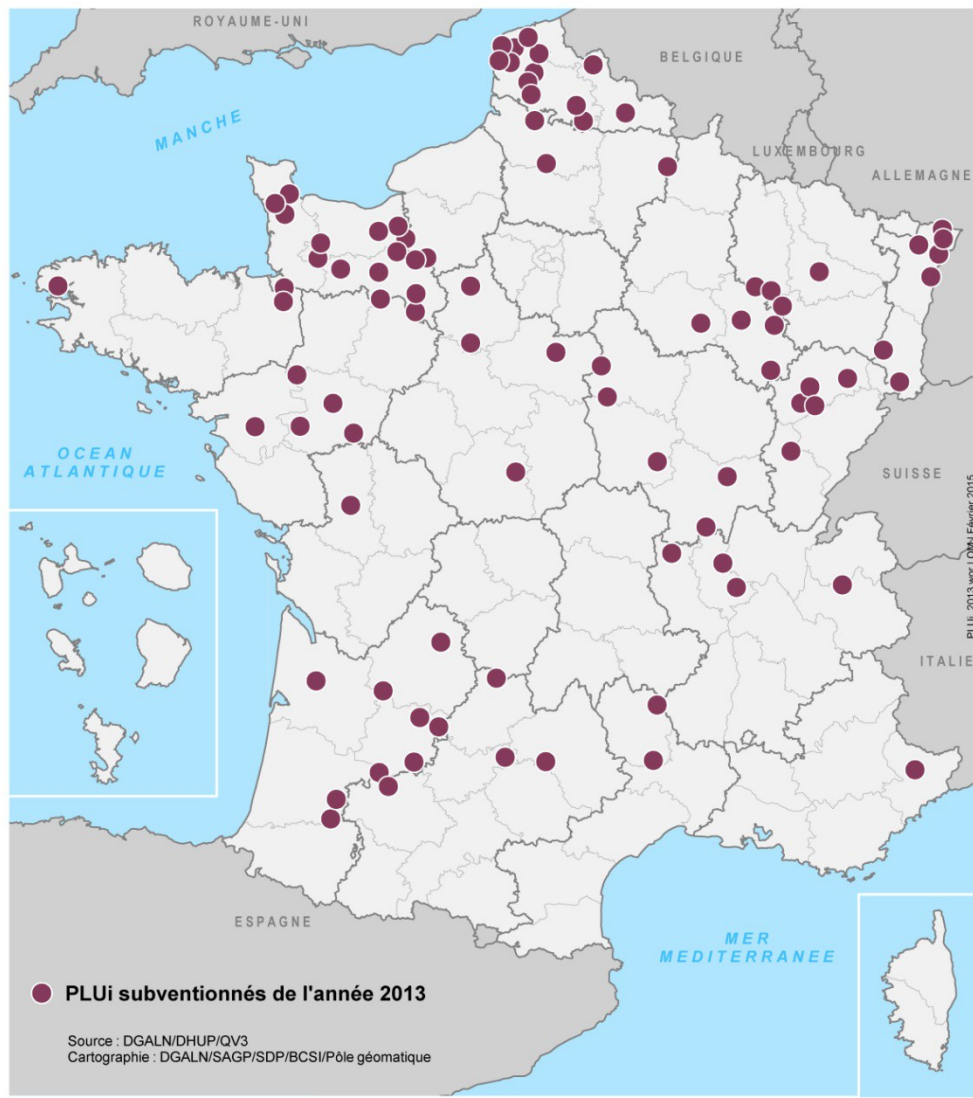 ROYAUME-UNI
BELGIQUE
MANCHE
LUXEMBOURG
ALLEMAGNE
OCEAN
ATLANTIQUE
SUISSE
ITALIE
ESPAGNE
MER
MEDITERRANEE
PLUi subventionnés de l'année 2013
Source : DGALN/DHUP/QV3
Cartographie : DGALN/SAGP/SDP/BCSI/Pôle géomatique